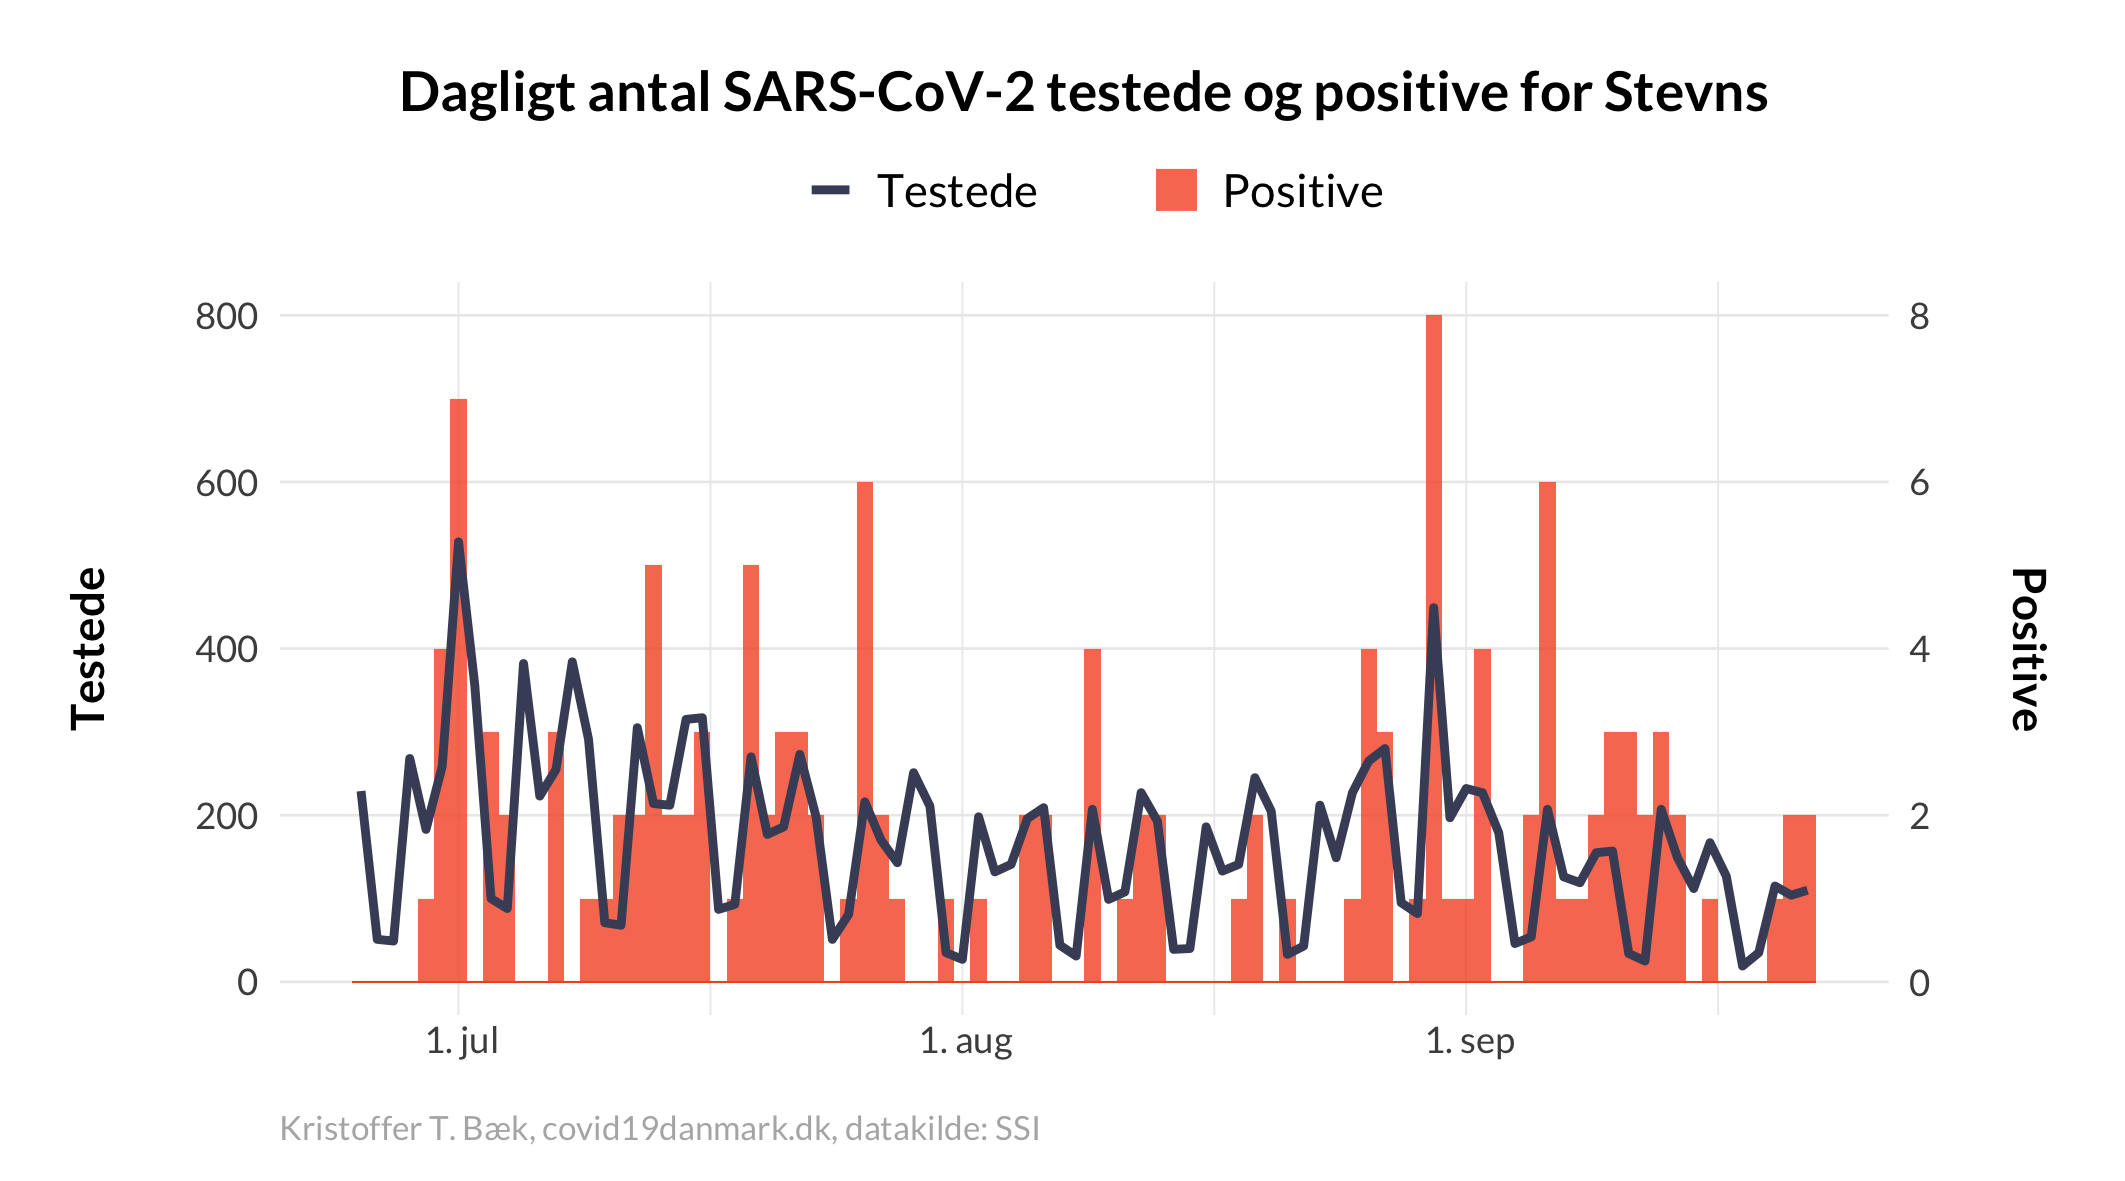 Dagligt antal SARS-CoV-2 testede og positive for Stevns
Testede
Positive
800
600
400
200
0
8
6
4
2
0
Testede
Positive
1. jul
1. aug
1. sep
Kristoffer T. Bæk, covid19danmark.dk, datakilde: SSI